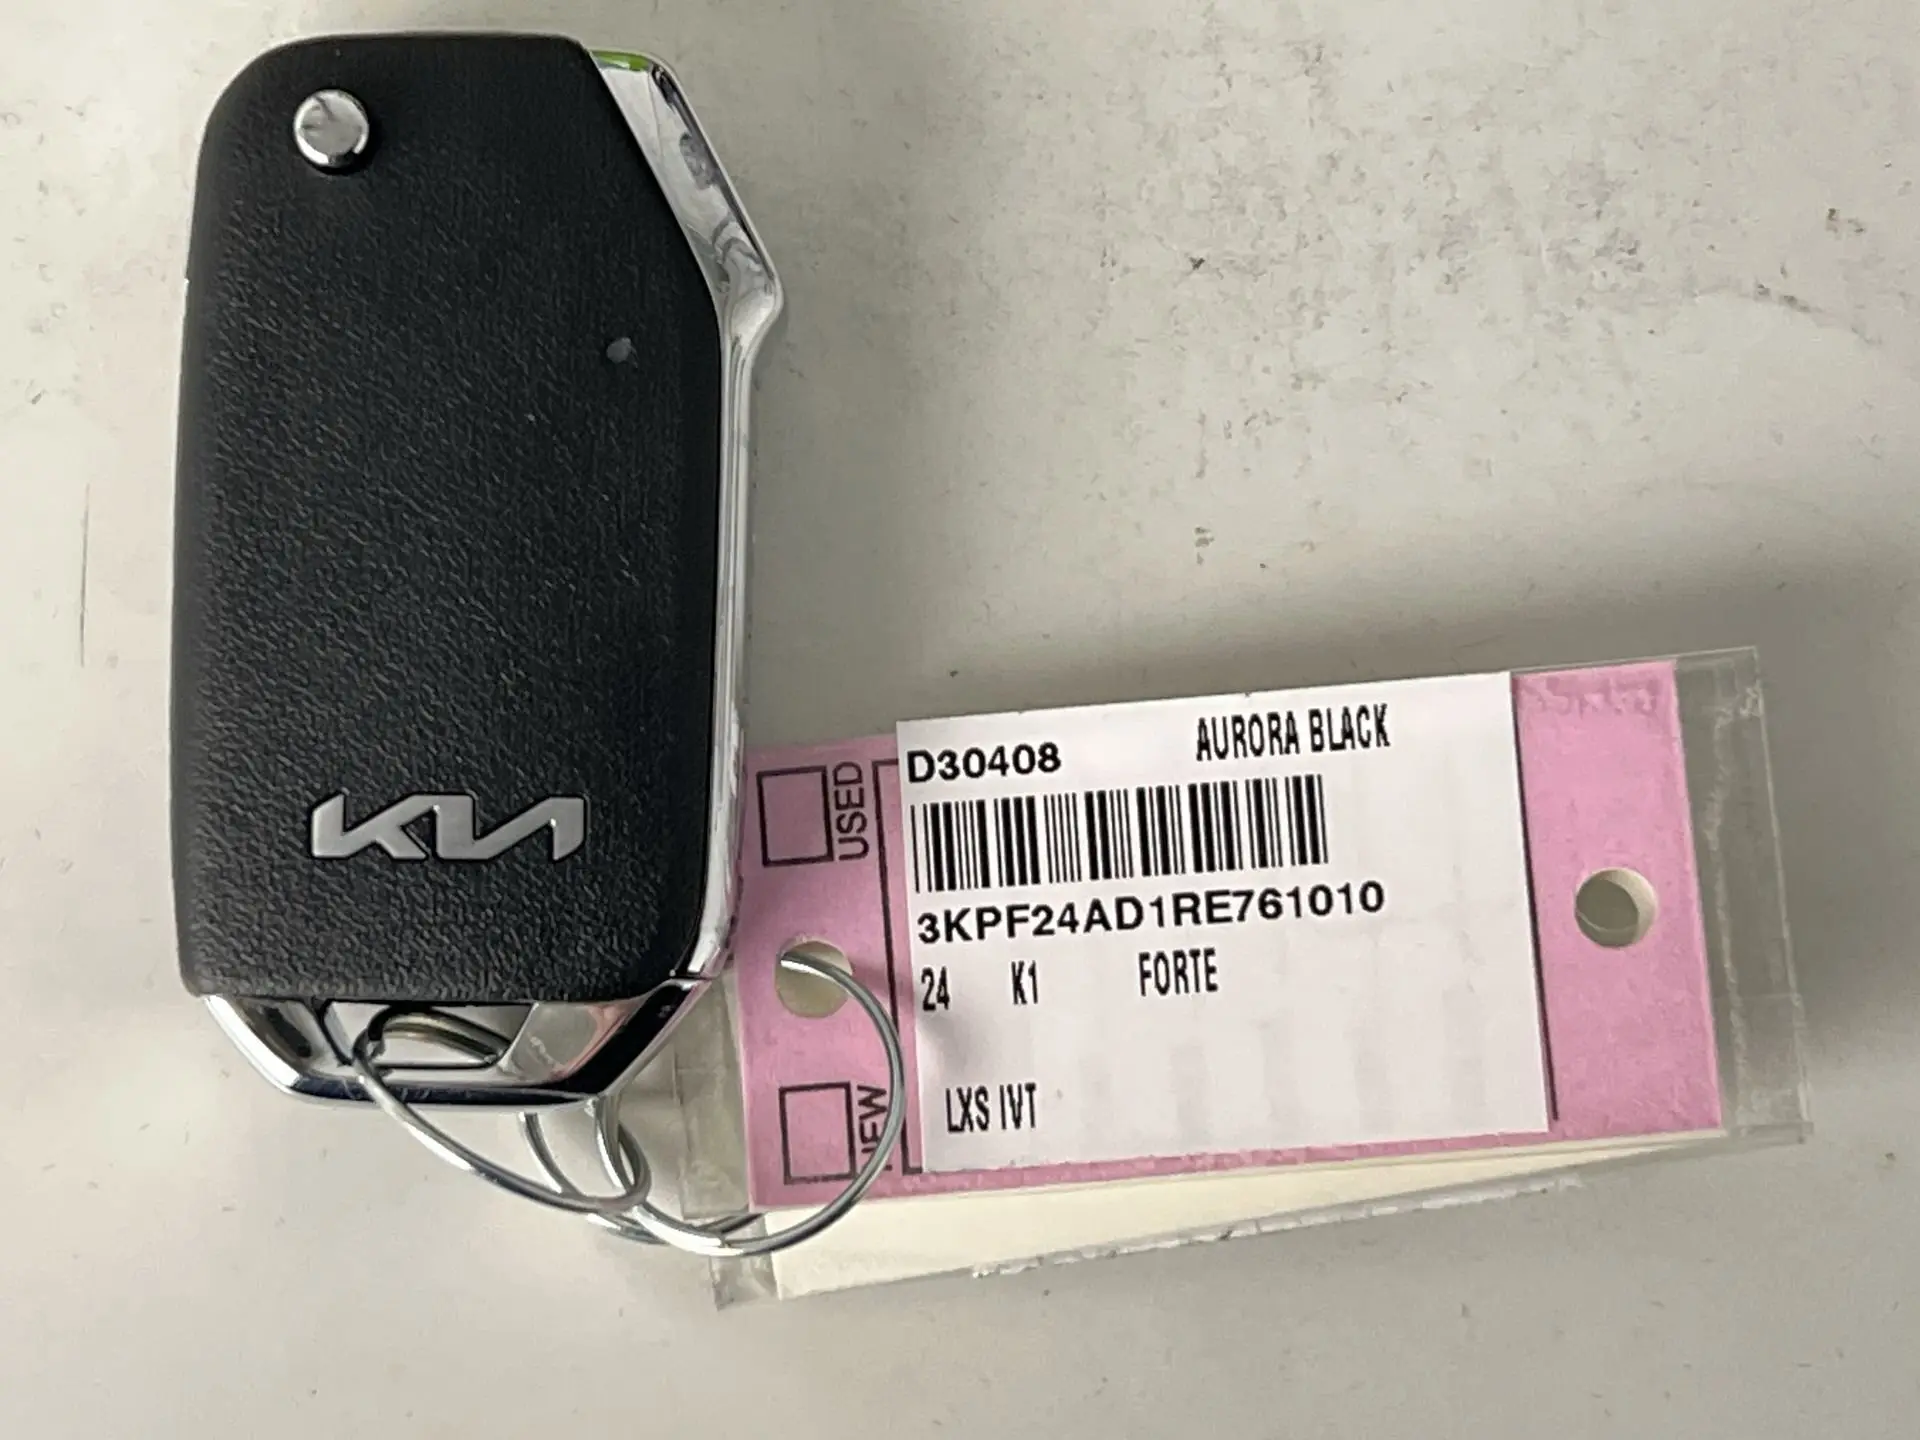 KIA
USED
D30408 AURORA BLACK
3KPF24AD1RE761010
24 K1 FORTE
LXS IVT
NEW